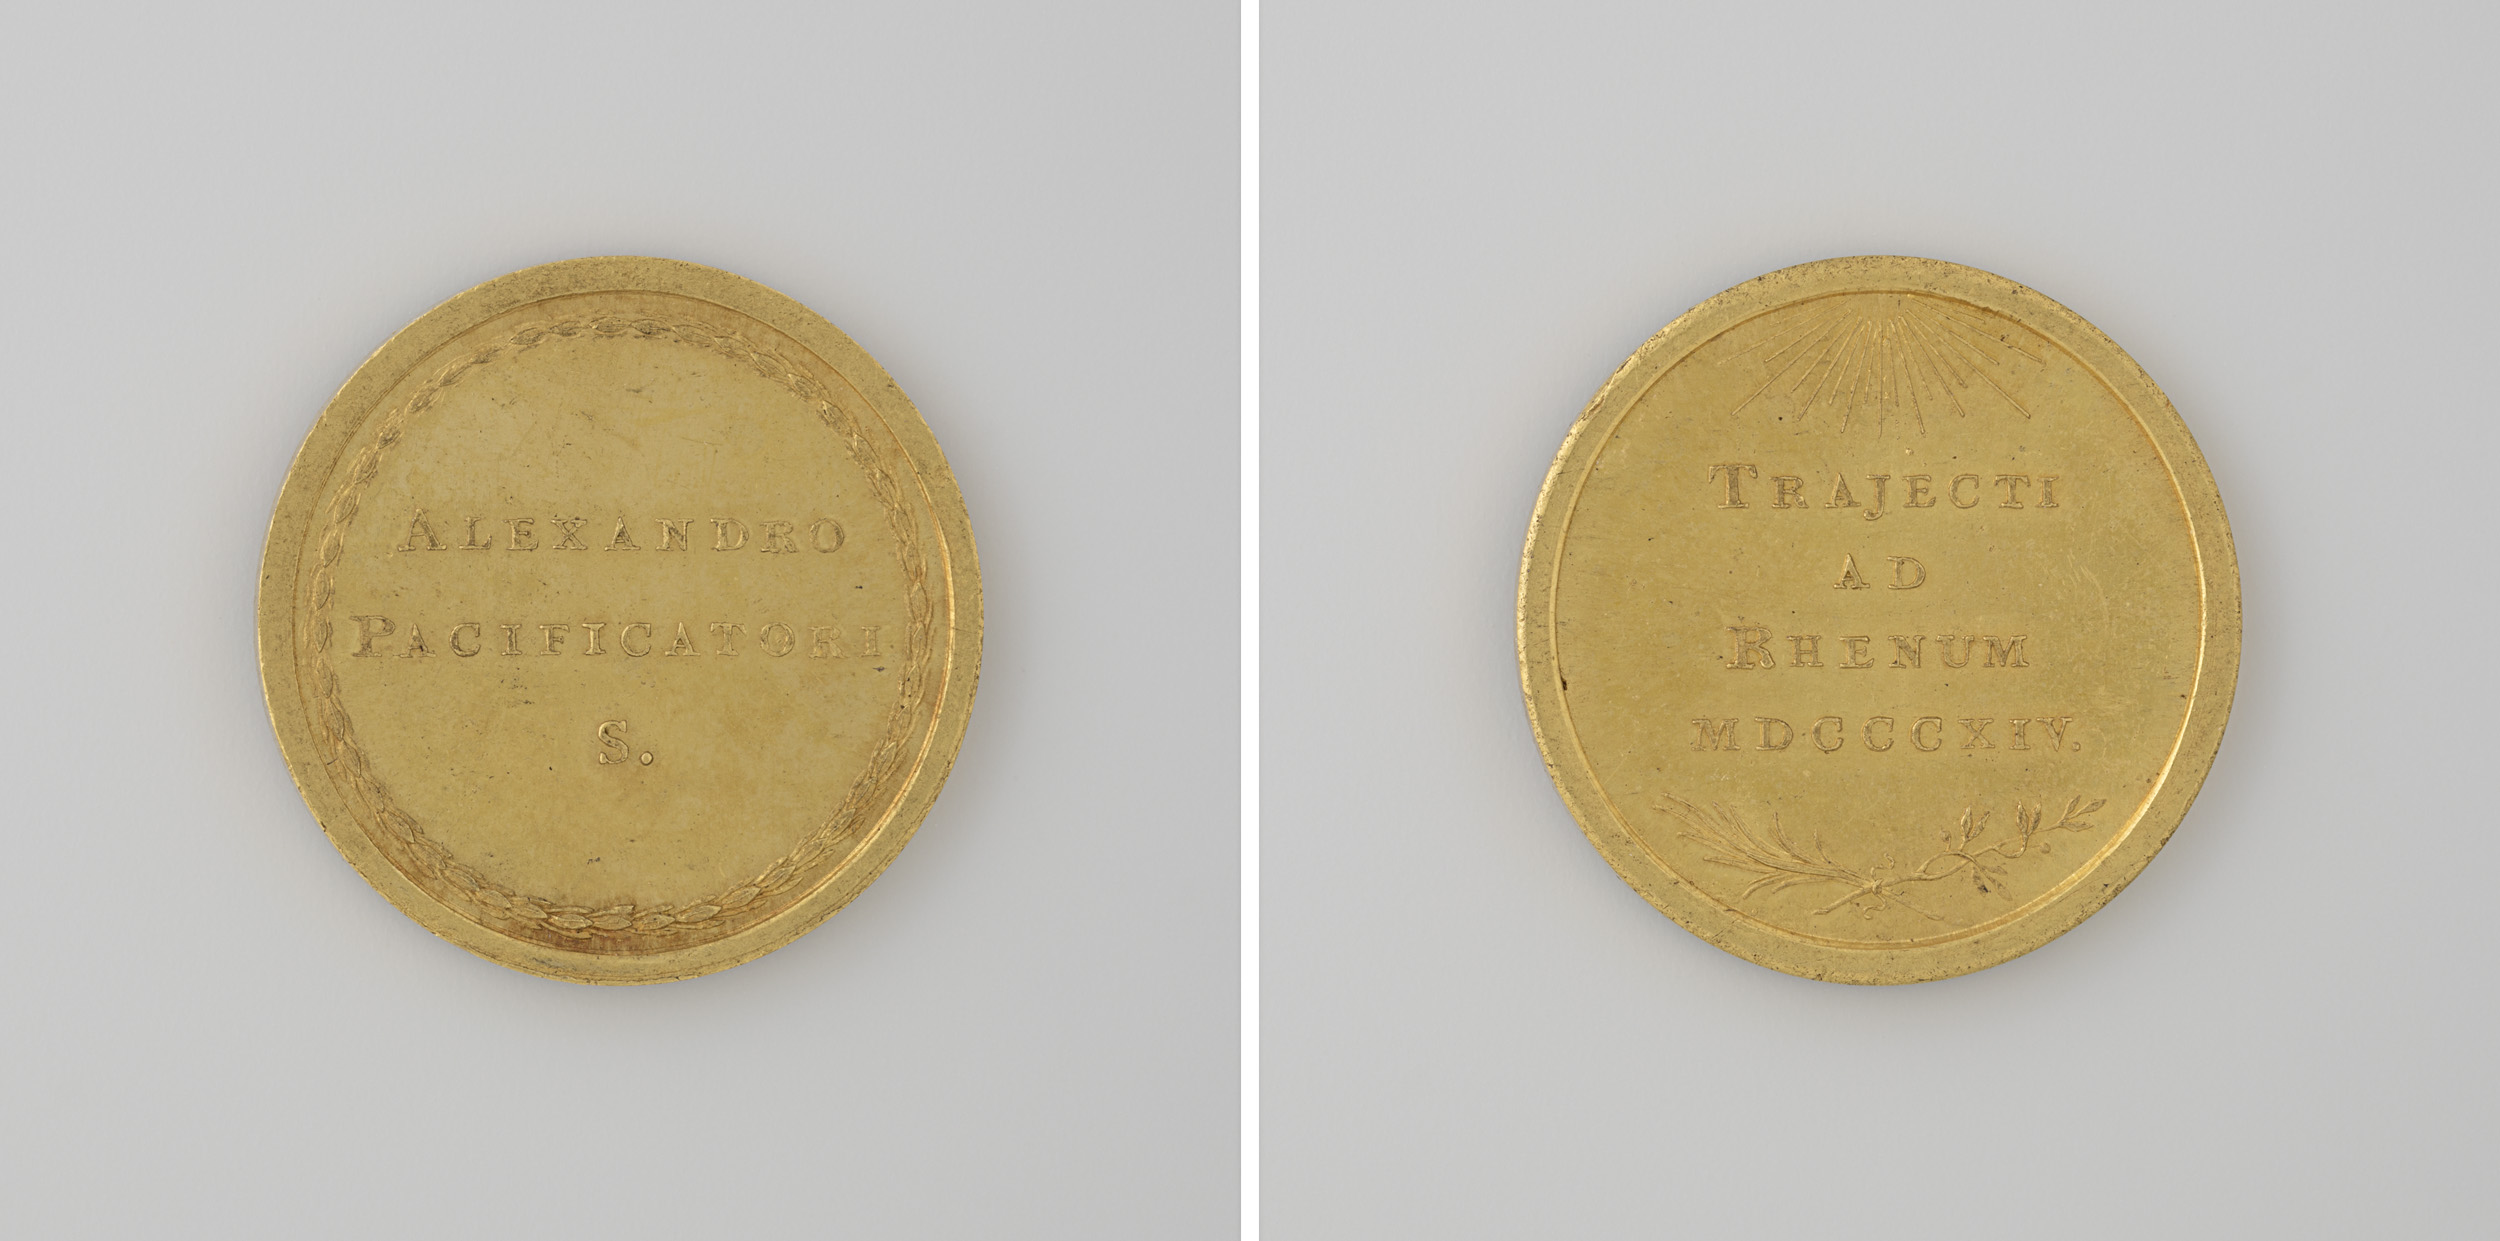 ALEXANDRO
PACIFICATORI
S.
TRAJECTI
AD
RHENUM
MDCCCXIV.